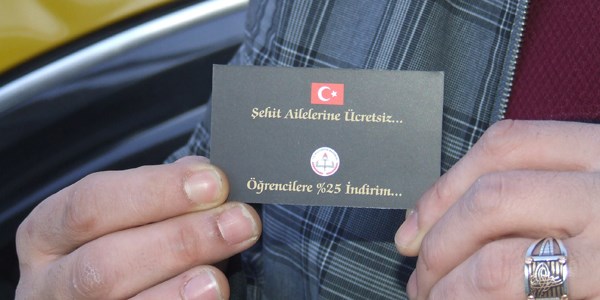 Şehit Ailelerine Ücretsiz...
Öğrencilere %25 İndirim...